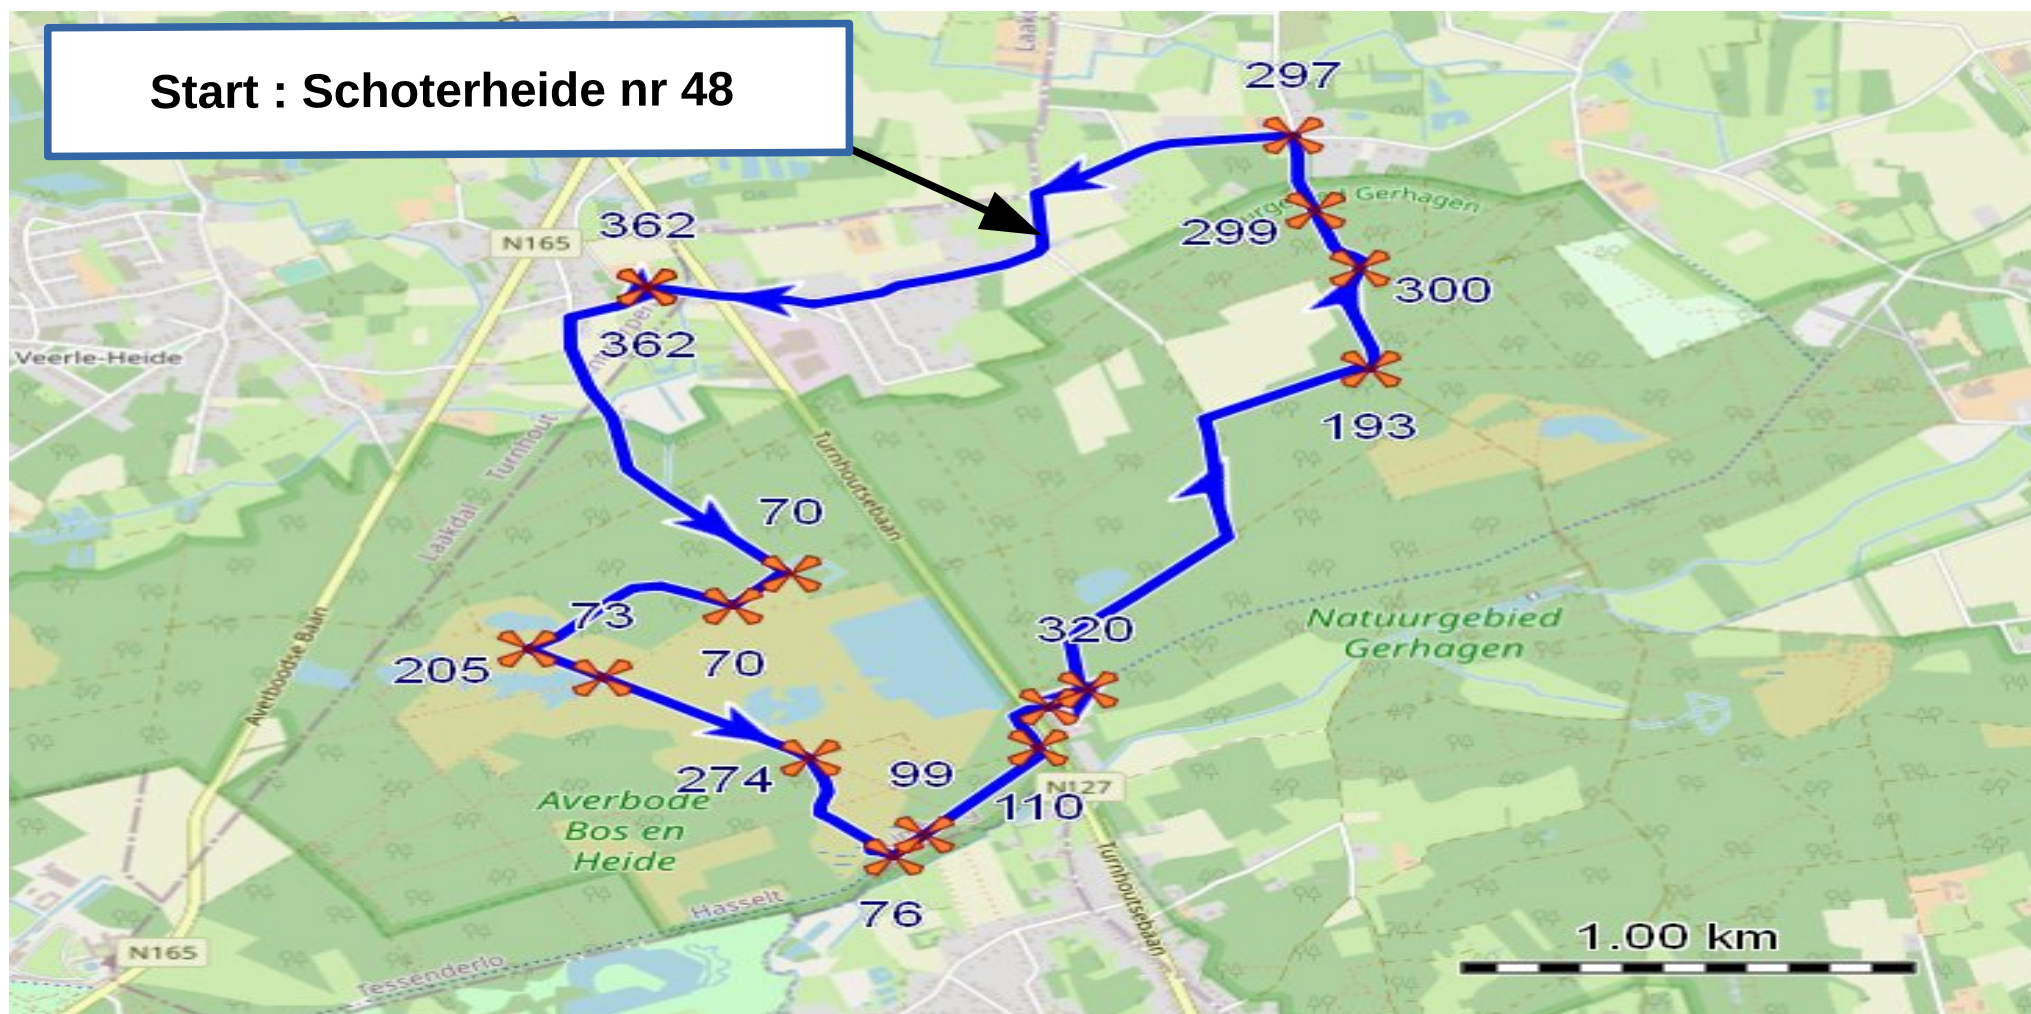 Start : Schoterheide nr 48
Laak
297
Gerhagen
299
300
362
N165
362
Veerle-Heide
193
Turnhout
Laakdal
Turnhoutsebaan
70
73
320
Natuurgebied
Gerhagen
205
70
Averboodse Baan
274
99
N127
110
Averbode
Bos en
Heide
76
Hasselt
Turnhoutsebaan
1.00 km
N165
Tessenderlo